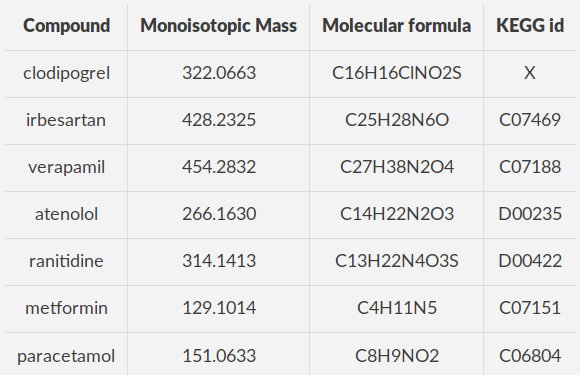 Compound Monoisotopic Mass Molecular formula KEGG id
clodipogrel 322.0663 C16H16ClNO2S X
irbesartan 428.2325 C25H28N6O C07469
verapamil 454.2832 C27H38N2O4 C07188
atenolol 266.1630 C14H22N2O3 D00235
ranitidine 314.1413 C13H22N4O3S D00422
metformin 129.1014 C4H11N5 C07151
paracetamol 151.0633 C8H9NO2 C06804